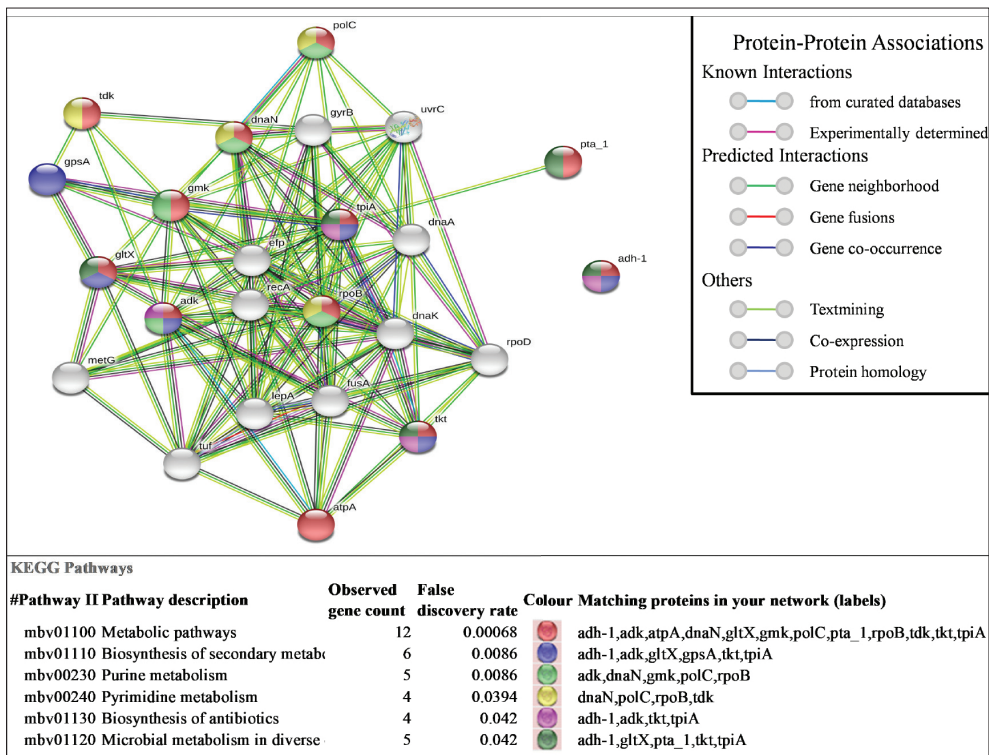 polC
tdk
dnaN
gyrB
uvrC
gpsA
pta_1
gmk
tpiA
dnaA
efp
gltX
adh-1
recA
rpoB
adk
dnaK
rpoD
metG
fusA
lepA
tkt
tuf
atpA
Protein-Protein Associations
Known Interactions
from curated databases
Experimentally determined
Predicted Interactions
Gene neighborhood
Gene fusions
Gene co-occurrence
Others
Textmining
Co-expression
Protein homology
KEGG Pathways
#Pathway II Pathway description Observed gene count False discovery rate Colour Matching proteins in your network (labels)
mbv01100 Metabolic pathways 12 0.00068 adh-1,adk,atpA,dnaN,gltX,gmk,polC,pta_1,rpoB,tdk,tkt,tpiA
mbv01110 Biosynthesis of secondary metab 6 0.0086 adh-1,adk,gltX,gpsA,tkt,tpiA
mbv00230 Purine metabolism 5 0.0086 adk,dnaN,gmk,polC,rpoB
mbv00240 Pyrimidine metabolism 4 0.0394 dnaN,polC,rpoB,tdk
mbv01130 Biosynthesis of antibiotics 4 0.042 adh-1,adk,tkt,tpiA
mbv01120 Microbial metabolism in diverse 5 0.042 adh-1,gltX,pta_1,tkt,tpiA